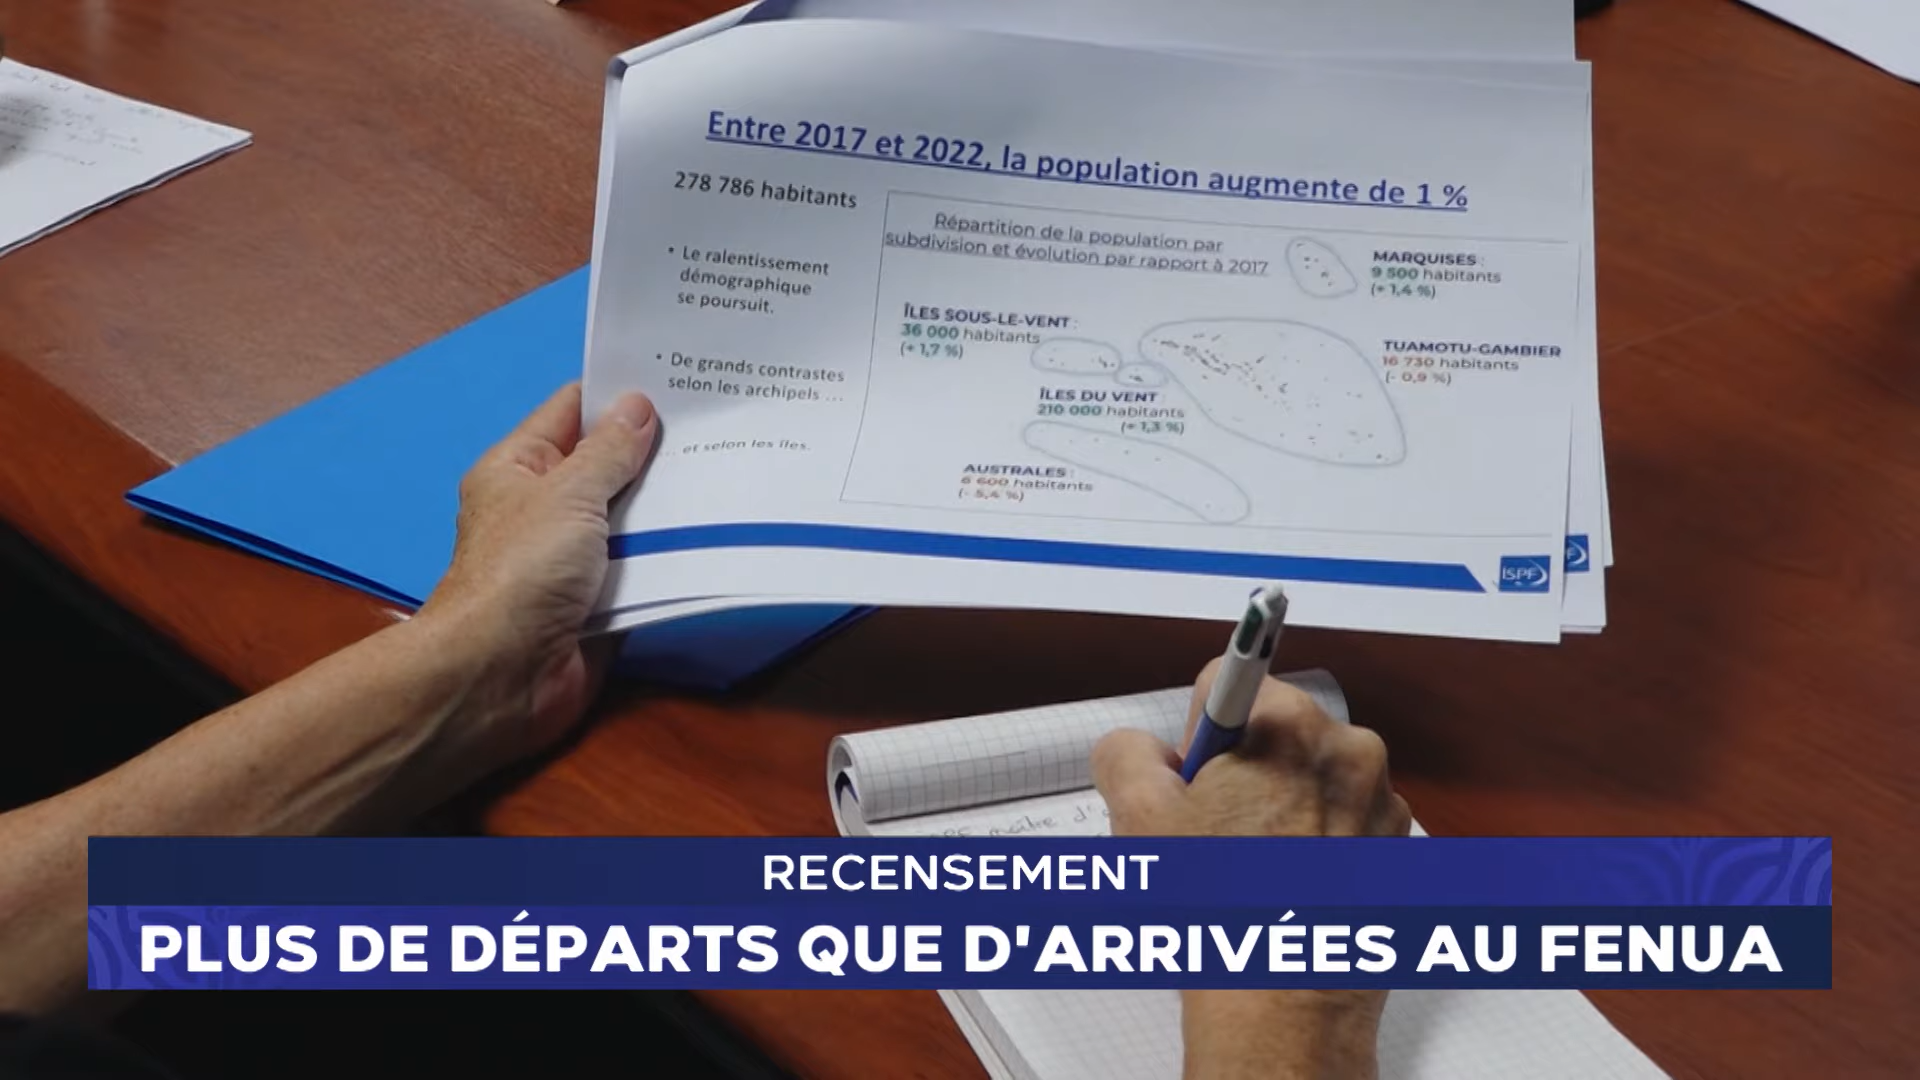 Entre 2017 et 2022, la population augmente de 1 %
278 786 habitants
• Le ralentissement
démographique
se poursuit.
• De grands contrastes
selon les archipels ...
... et selon les îles.
Répartition de la population par
subdivision et évolution par rapport à 2017
MARQUISES :
9 500 habitants
(+ 1,4 %)
ÎLES SOUS-LE-VENT :
36 000 habitants
(+ 1,7 %)
TUAMOTU-GAMBIER
16 730 habitants
(- 0,9 %)
ÎLES DU VENT :
210 000 habitants
(+ 1,3 %)
AUSTRALES :
6 600 habitants
(- 5,4 %)
ISPF
maître d'
RECENSEMENT
PLUS DE DÉPARTS QUE D'ARRIVÉES AU FENUA